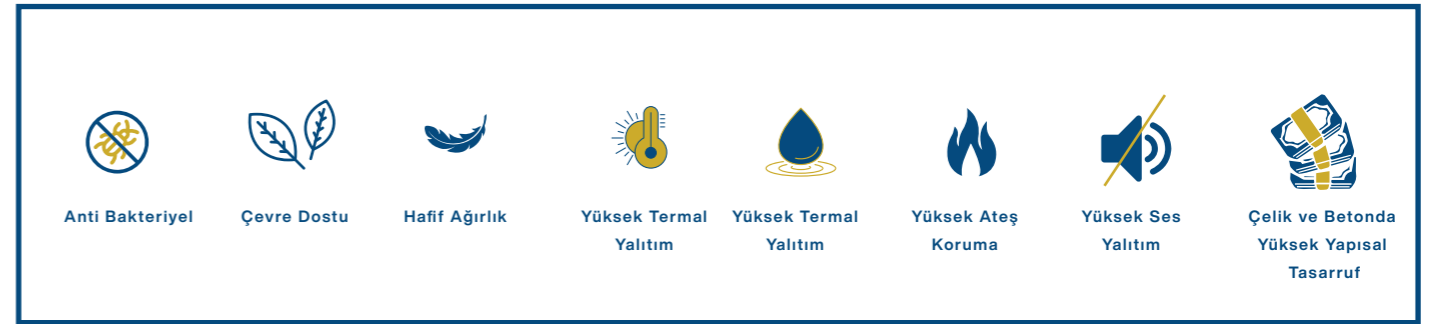 Anti Bakteriyel
Çevre Dostu
Hafif Ağırlık
Yüksek Termal
Yalıtım
Yüksek Termal
Yalıtım
Yüksek Ateş
Koruma
Yüksek Ses
Yalıtım
Çelik ve Betonda
Yüksek Yapısal
Tasarruf